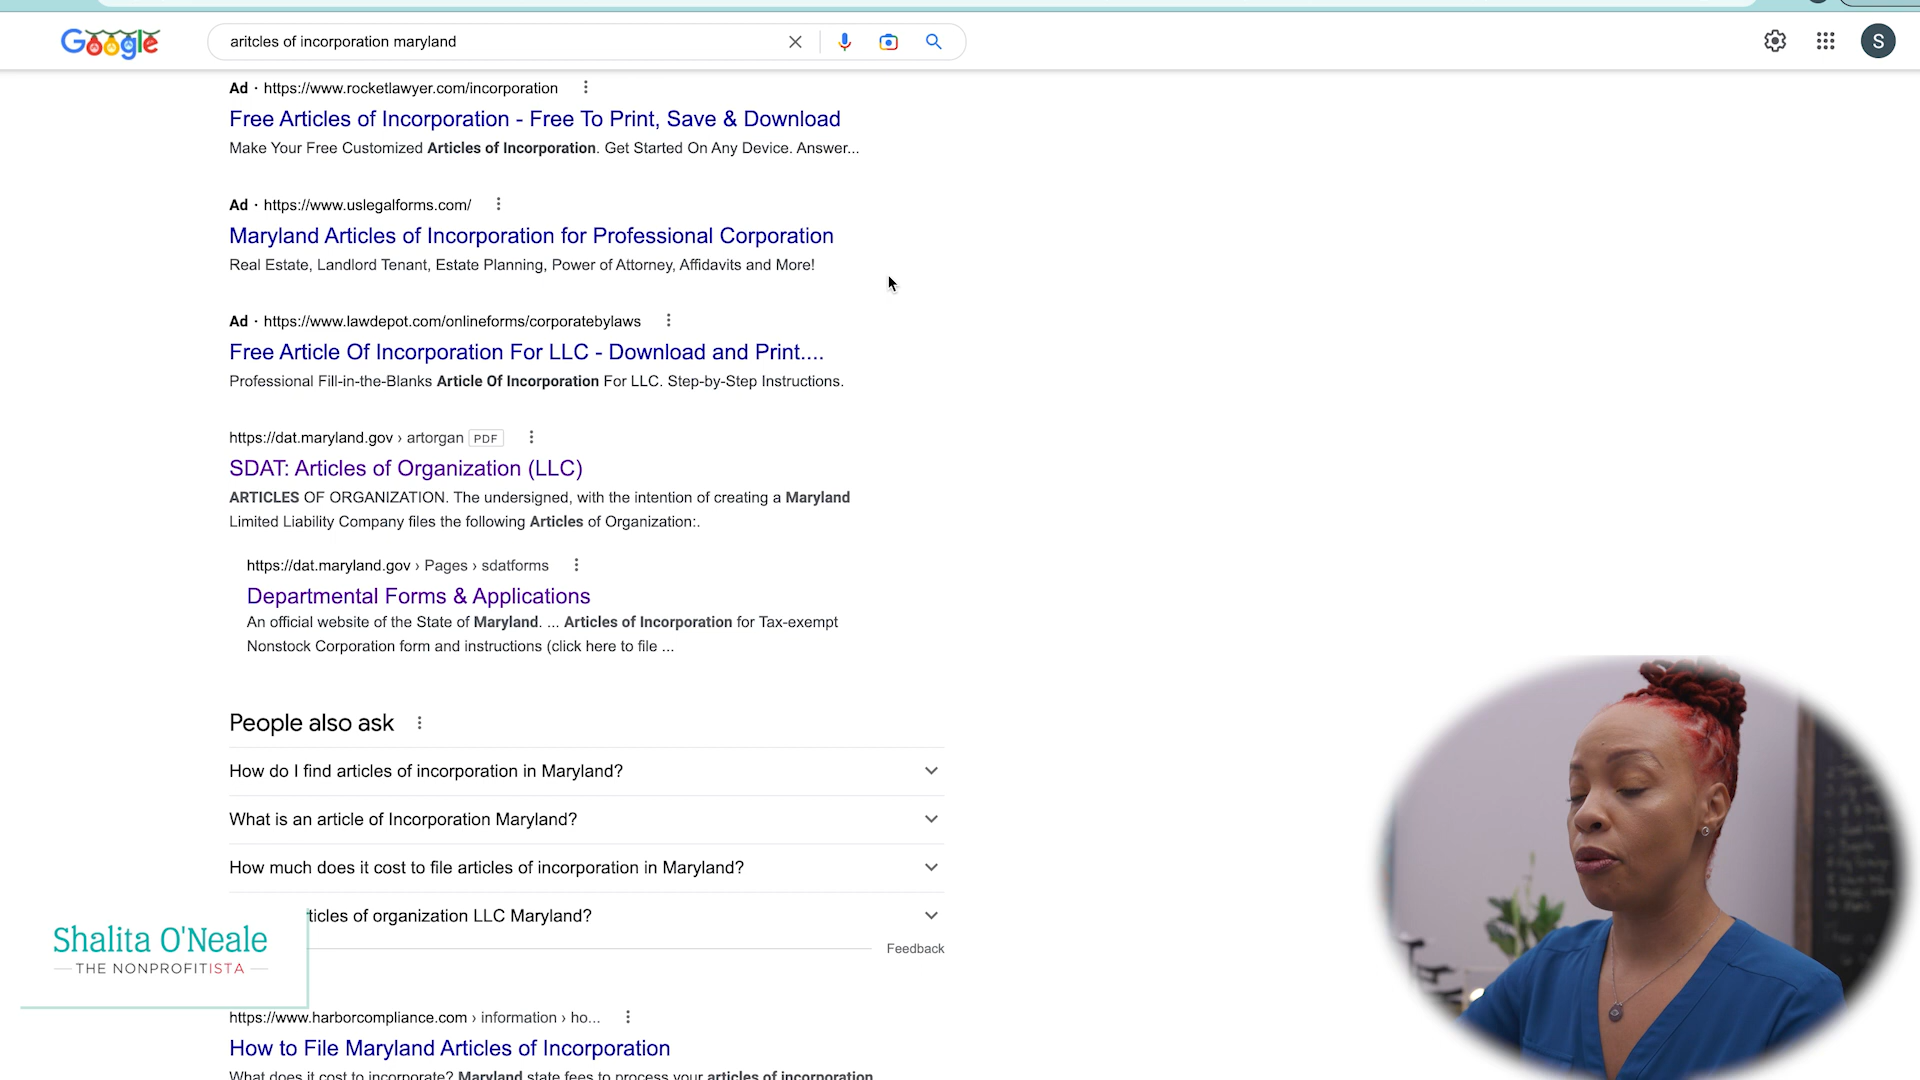 Google
aritcles of incorporation maryland
S
Ad · https://www.rocketlawyer.com/incorporation
Free Articles of Incorporation - Free To Print, Save & Download
Make Your Free Customized Articles of Incorporation. Get Started On Any Device. Answer...
Ad · https://www.uslegalforms.com/
Maryland Articles of Incorporation for Professional Corporation
Real Estate, Landlord Tenant, Estate Planning, Power of Attorney, Affidavits and More!
Ad · https://www.lawdepot.com/onlineforms/corporatebylaws
Free Article Of Incorporation For LLC - Download and Print....
Professional Fill-in-the-Blanks Article Of Incorporation For LLC. Step-by-Step Instructions.
https://dat.maryland.gov › artorgan PDF
SDAT: Articles of Organization (LLC)
ARTICLES OF ORGANIZATION. The undersigned, with the intention of creating a Maryland
Limited Liability Company files the following Articles of Organization:.
https://dat.maryland.gov › Pages › sdatforms
Departmental Forms & Applications
An official website of the State of Maryland. ... Articles of Incorporation for Tax-exempt
Nonstock Corporation form and instructions (click here to file ...
People also ask
How do I find articles of incorporation in Maryland?
What is an article of Incorporation Maryland?
How much does it cost to file articles of incorporation in Maryland?
ticles of organization LLC Maryland?
Feedback
Shalita O'Neale
THE NONPROFITISTA
https://www.harborcompliance.com › information › ho...
How to File Maryland Articles of Incorporation
What does it cost to incorporate? Maryland state fees to process your articles of incorporation